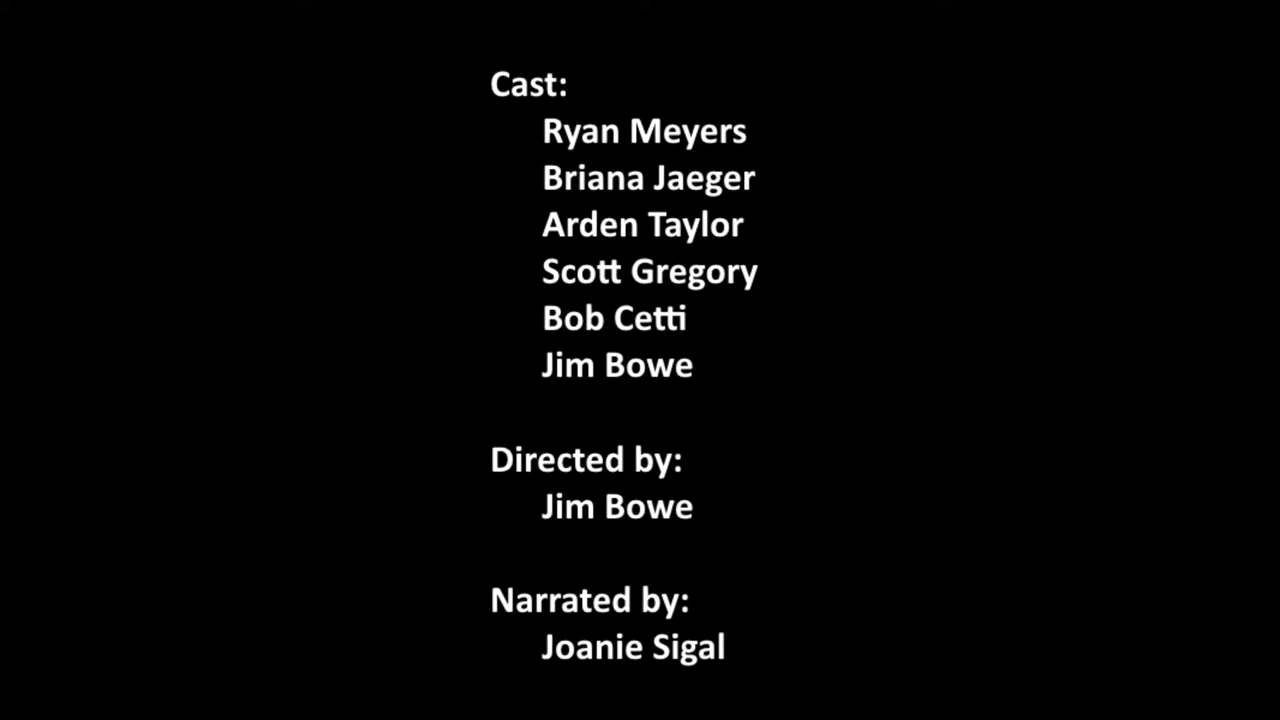 Cast:
Ryan Meyers
Briana Jaeger
Arden Taylor
Scott Gregory
Bob Cetti
Jim Bowe
Directed by:
Jim Bowe
Narrated by:
Joanie Sigal